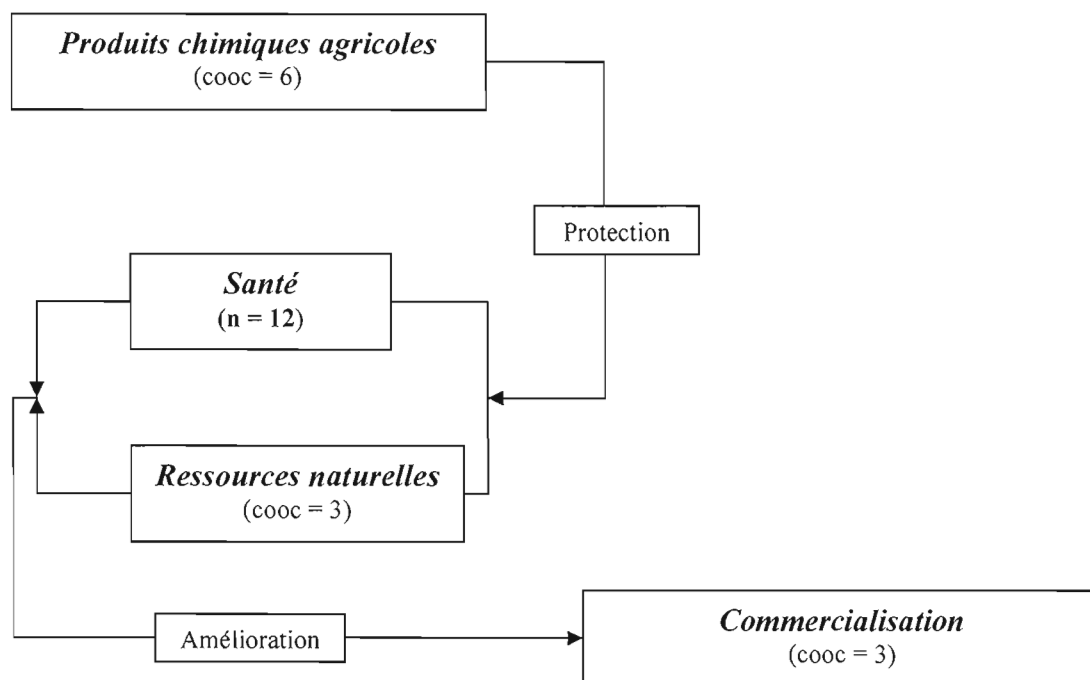 Produits chimiques agricoles
(cooc = 6)
Protection
Santé
(n = 12)
Ressources naturelles
(cooc = 3)
Amélioration
Commercialisation
(cooc = 3)